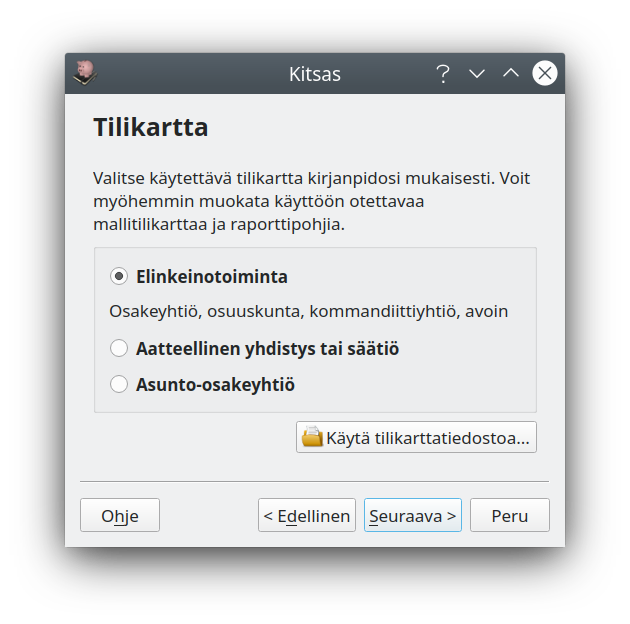 Kitsas
Tilikartta
Valitse käytettävä tilikartta kirjanpidosi mukaisesti. Voit
myöhemmin muokata käyttöön otettavaa
mallitilikarttaa ja raporttipohjia.
Elinkeinotoiminta
Osakeyhtiö, osuuskunta, kommandiittiyhtiö, avoin
Aatteellinen yhdistys tai säätiö
Asunto-osakeyhtiö
Käytä tilikarttatiedostoa...
Ohje
< Edellinen
Seuraava >
Peru